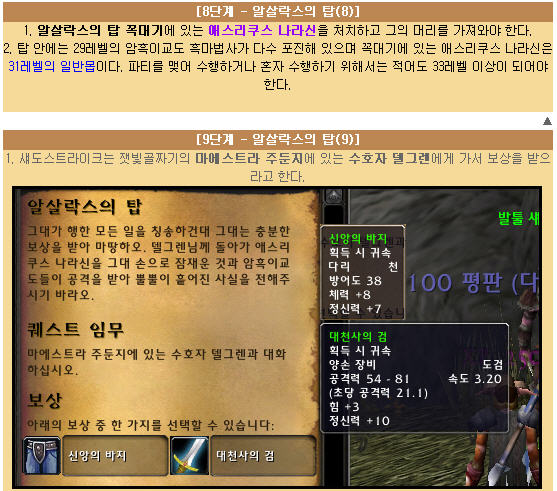 [8단계 - 알살락스의 탑(8)]
1. 알살락스의 탑 꼭대기에 있는 애스리쿠스 나라신을 처치하고 그의 머리를 가져와야 한다.
2. 탑 안에는 29레벨의 암흑이교도 흑마법사가 다수 포진해 있으며 꼭대기에 있는 애스리쿠스 나라신은
31레벨의 일반몹이다. 파티를 맺어 수행하거나 혼자 수행하기 위해서는 적어도 33레벨 이상이 되어야
한다.
▲
[9단계 - 알살락스의 탑(9)]
1. 섀도스트라이크는 잿빛골짜기의 마에스트라 주둔지에 있는 수호자 델그렌에게 가서 보상을 받으
라고 한다.
알살락스의 탑
그대가 행한 모든 일을 칭송하건대 그대는 충분한
보상을 받아 마땅하오. 델그렌님께 돌아가 애스리
쿠스 나라신을 그대 손으로 잠재운 것과 암흑이교
도들이 공격을 받아 뿔뿔이 흩어진 사실을 전해주
시기 바라오.
퀘스트 임무
마에스트라 주둔지에 있는 수호자 델그렌과 대화
하십시오.
보상
아래의 보상 중 한 가지를 선택할 수 있습니다:
신앙의 바지
대천사의 검
신앙의 바지
획득 시 귀속
다리 천
방어도 38
체력 +8
정신력 +7
대천사의 검
획득 시 귀속
양손 장비 도검
공격력 54 - 81 속도 3.20
(초당 공격력 21.1)
힘 +3
정신력 +10
발톨 섀
100 평판 (다